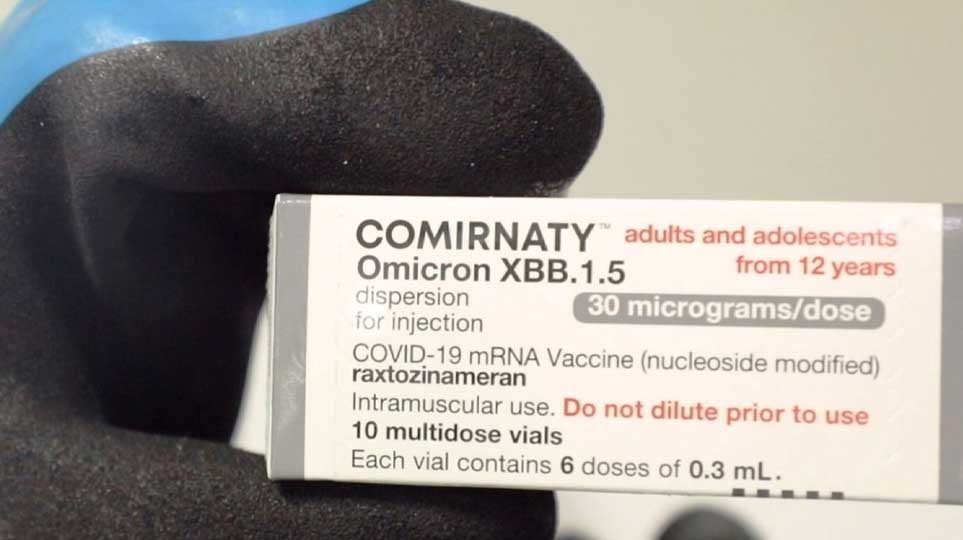 COMIRNATY™ adults and adolescents
from 12 years
Omicron XBB.1.5
dispersion
for injection
30 micrograms/dose
COVID-19 mRNA Vaccine (nucleoside modified)
raxtozinameran
Intramuscular use. Do not dilute prior to use
10 multidose vials
Each vial contains 6 doses of 0.3 mL.